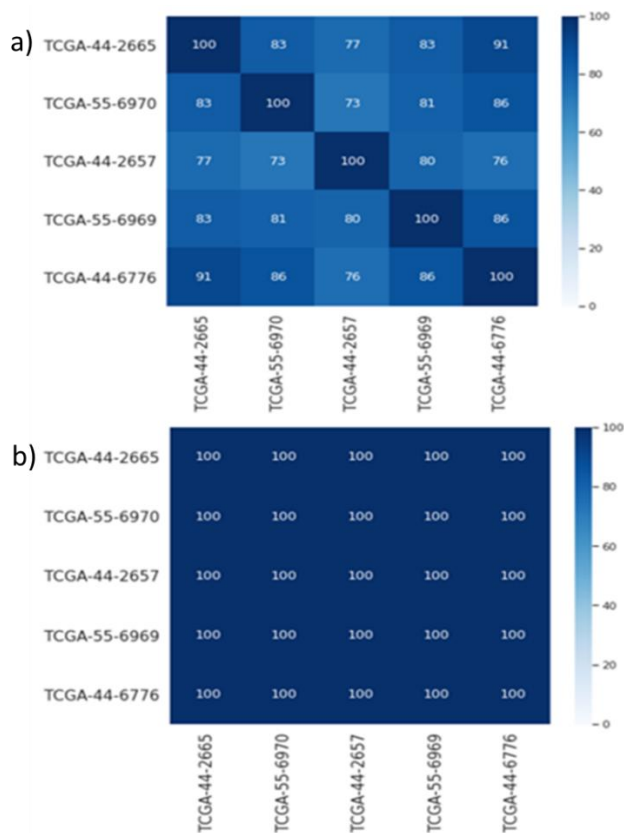 a)
100
TCGA-44-2665 100 83 77 83 91
80
TCGA-55-6970 83 100 73 81 86
60
TCGA-44-2657 77 73 100 80 76
40
TCGA-55-6969 83 81 80 100 86
20
TCGA-44-6776 91 86 76 86 100
0
TCGA-44-2665
TCGA-55-6970
TCGA-44-2657
TCGA-55-6969
TCGA-44-6776
b)
100
TCGA-44-2665 100 100 100 100 100
80
TCGA-55-6970 100 100 100 100 100
60
TCGA-44-2657 100 100 100 100 100
40
TCGA-55-6969 100 100 100 100 100
20
TCGA-44-6776 100 100 100 100 100
0
TCGA-44-2665
TCGA-55-6970
TCGA-44-2657
TCGA-55-6969
TCGA-44-6776